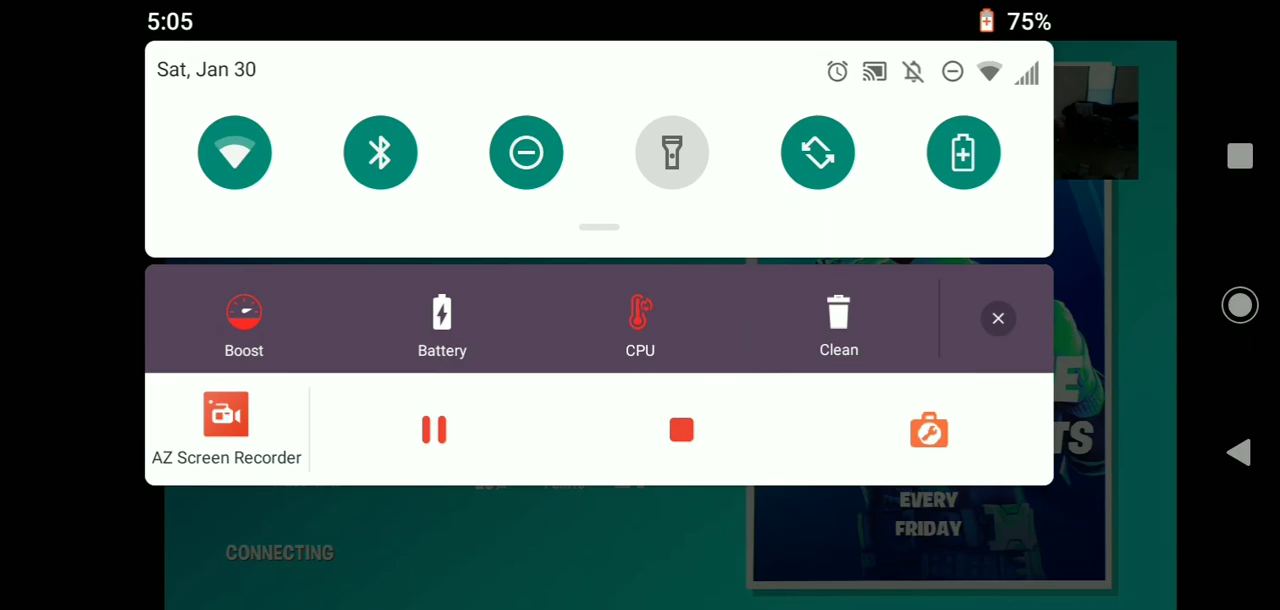 5:05
75%
Sat, Jan 30
Boost
Battery
CPU
Clean
AZ Screen Recorder
EVERY
FRIDAY
CONNECTING